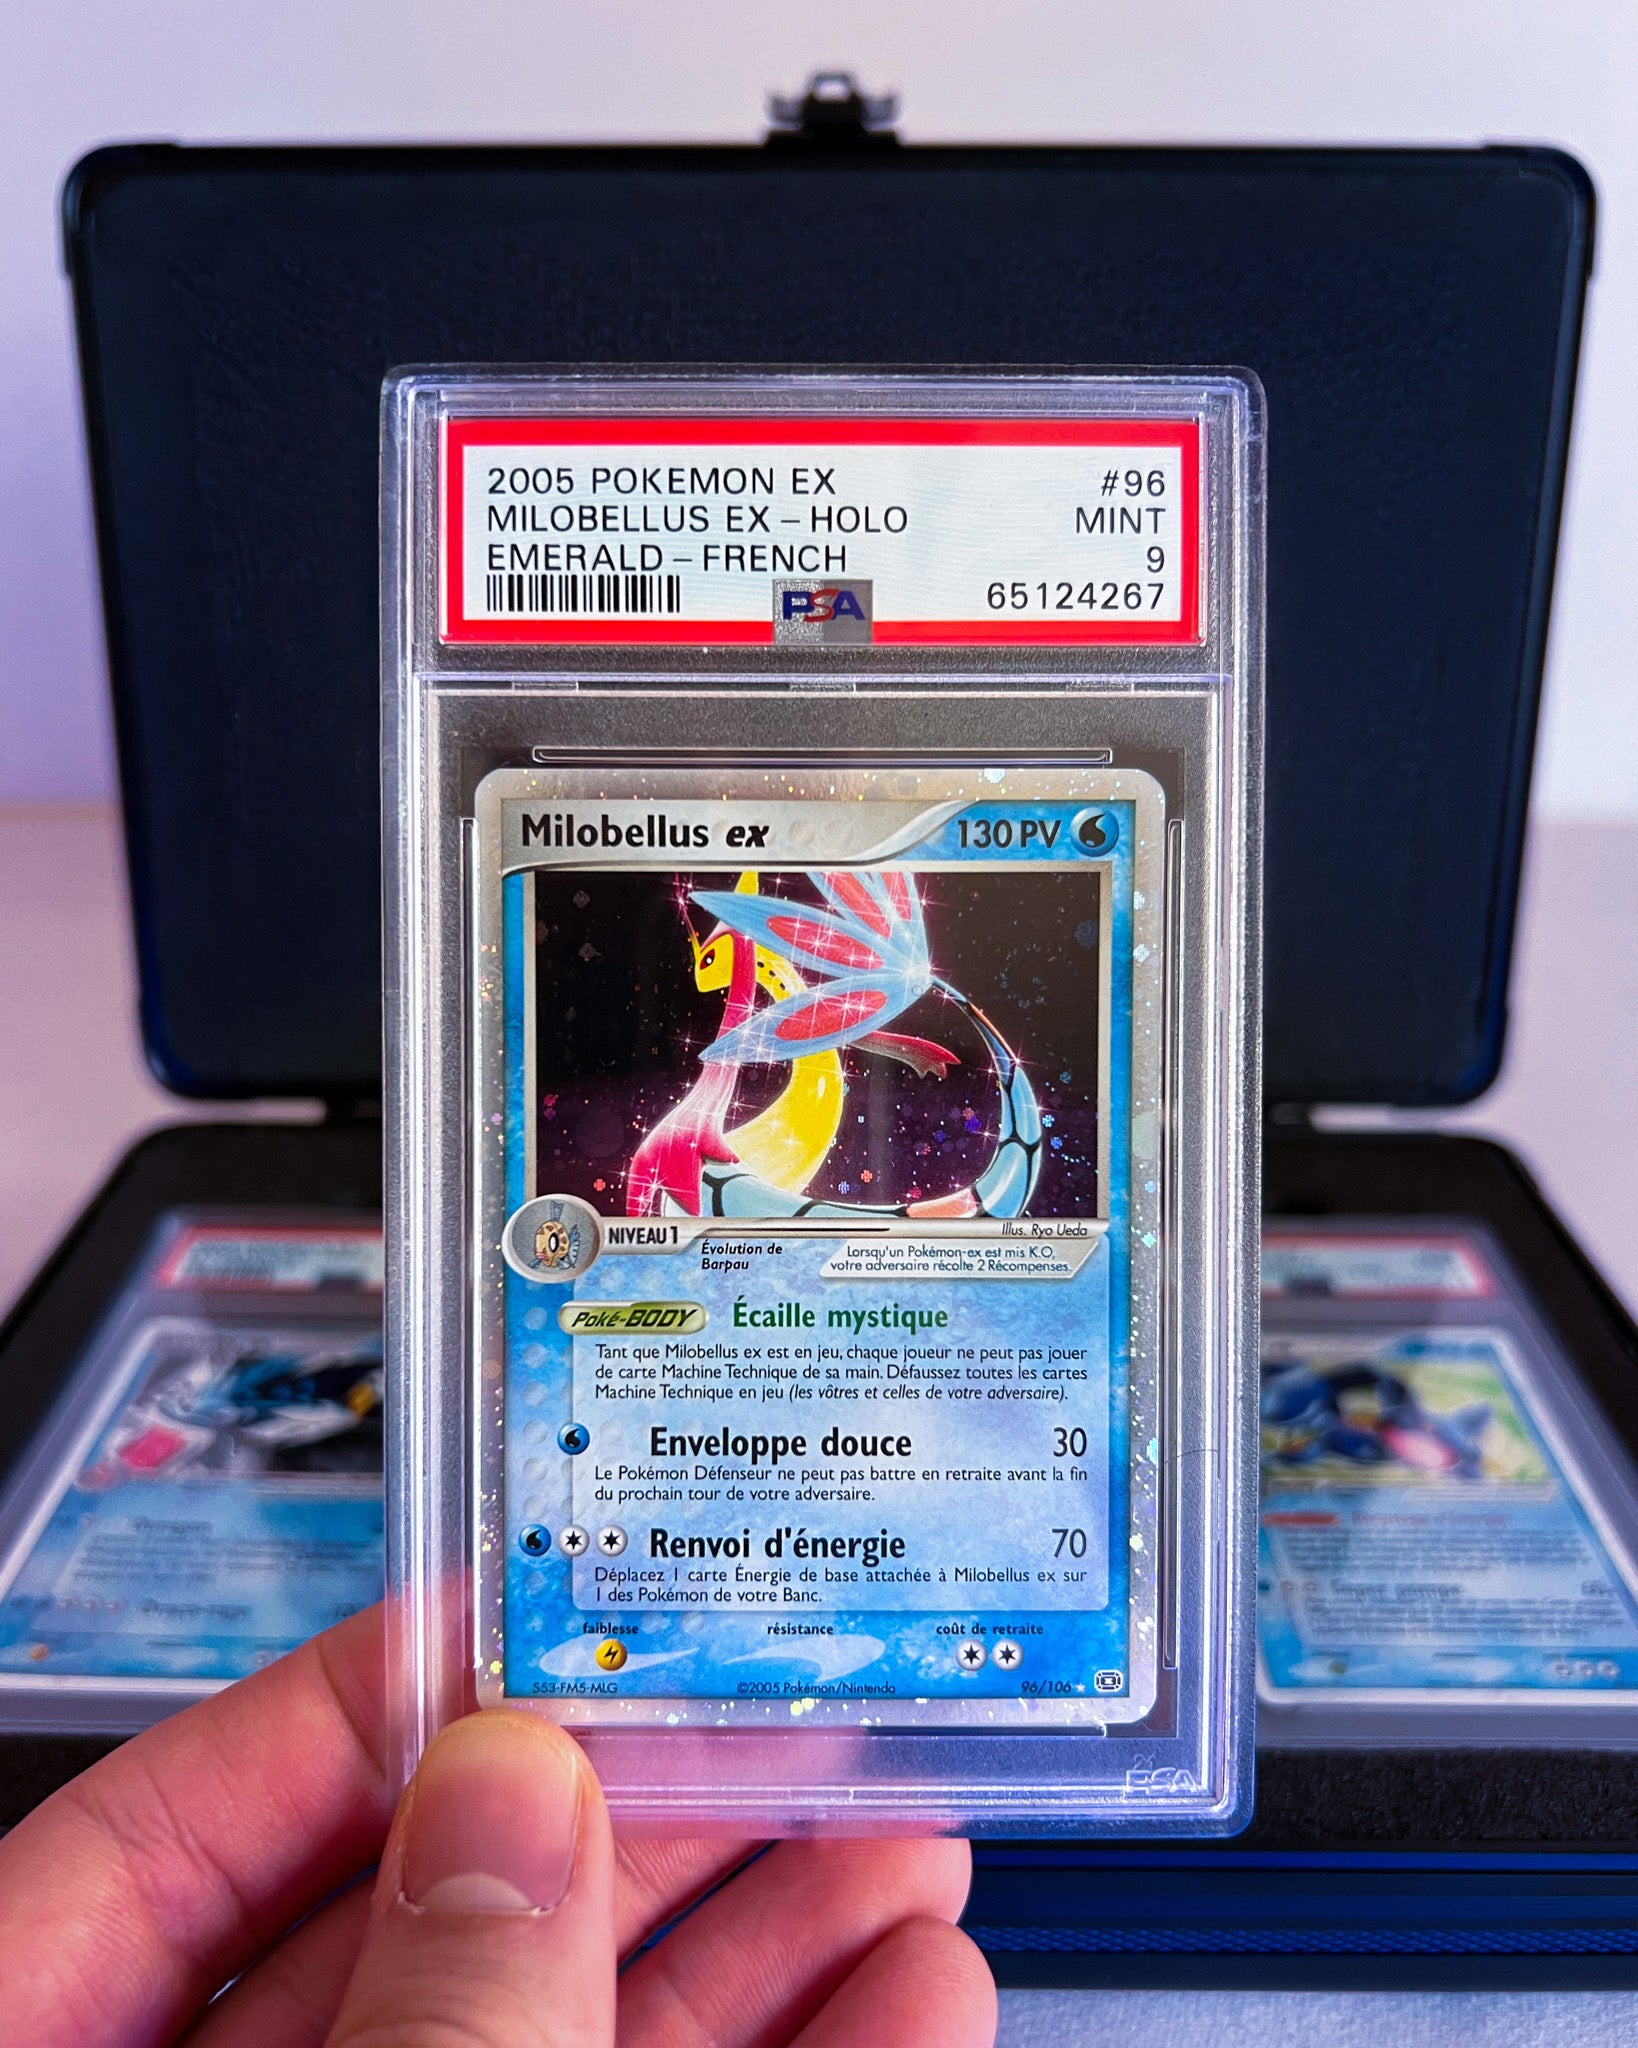 2005 POKEMON EX #96
MILOBELLUS EX – HOLO MINT
EMERALD – FRENCH 9
PSA 65124267
Milobellus ex 130 PV
NIVEAU 1
Illus. Ryo Ueda
Évolution de
Barpau
Lorsqu'un Pokémon-ex est mis K.O,
votre adversaire récolte 2 Récompenses.
Poké-BODY Écaille mystique
Tant que Milobellus ex est en jeu, chaque joueur ne peut pas jouer
de carte Machine Technique de sa main. Défaussez toutes les cartes
Machine Technique en jeu (les vôtres et celles de votre adversaire).
Enveloppe douce 30
Le Pokémon Défenseur ne peut pas battre en retraite avant la fin
du prochain tour de votre adversaire.
Renvoi d'énergie 70
Déplacez 1 carte Énergie de base attachée à Milobellus ex sur
1 des Pokémon de votre Banc.
faiblesse résistance coût de retraite
S53-FM5-MLG ©2005 Pokémon/Nintendo 96/106
PSA